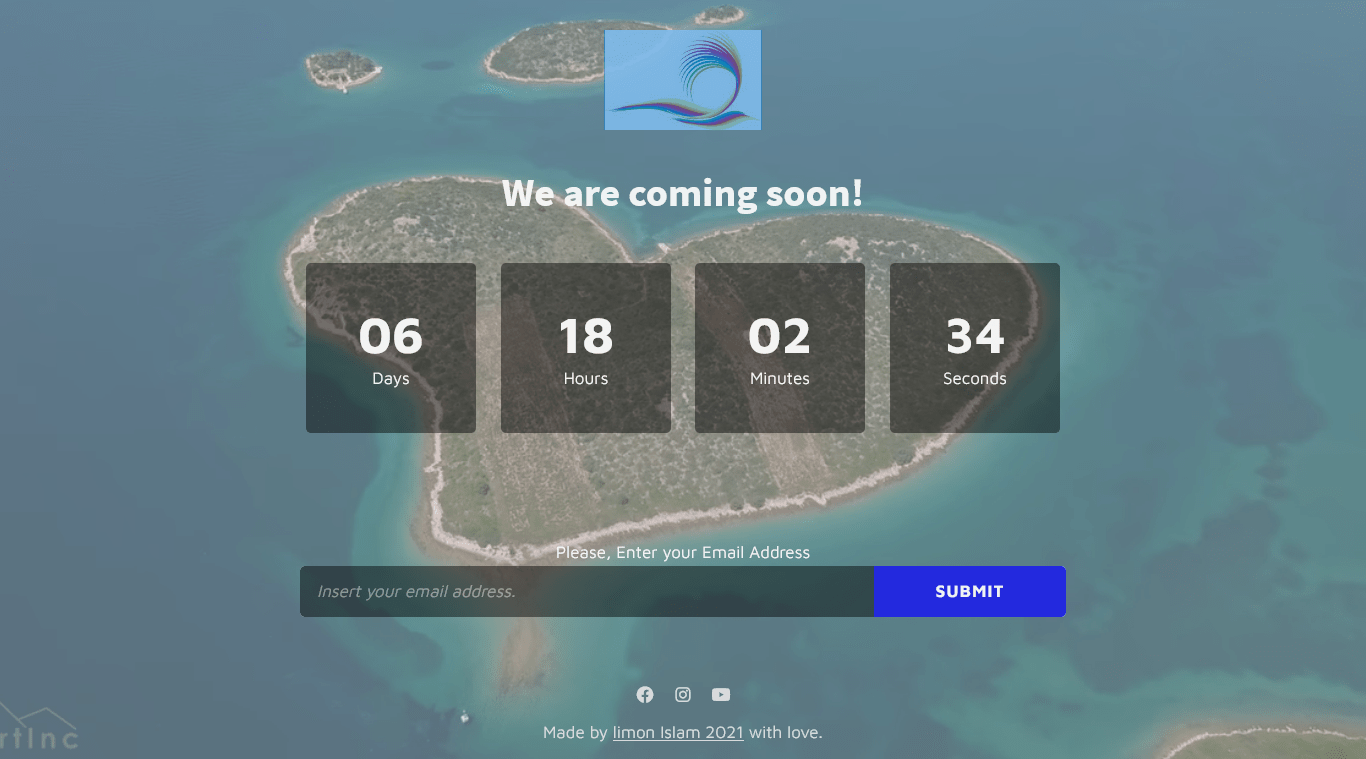 We are coming soon!
06 18 02 34
Days Hours Minutes Seconds
Please, Enter your Email Address
Insert your email address. SUBMIT
Made by limon Islam 2021 with love.